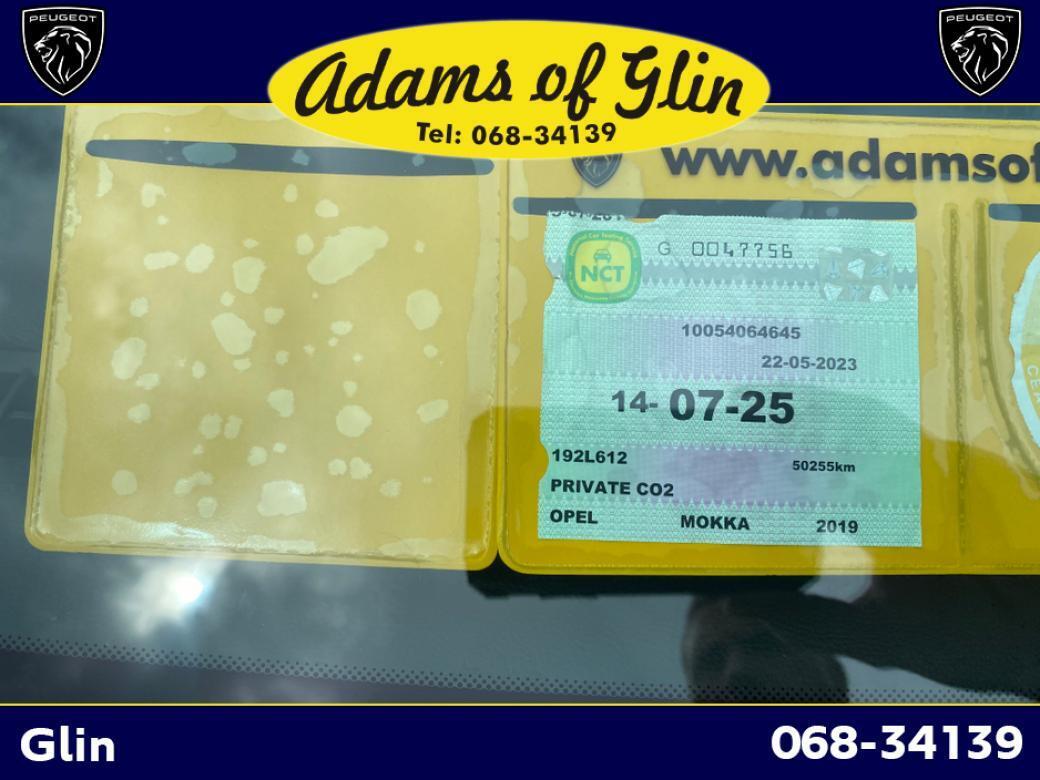 PEUGEOT
PEUGEOT
Adams of Glin
Tel: 068-34139
www.adamsof
NCT
G 0047756
10054064645
22-05-2023
14- 07-25
192L612
50255km
PRIVATE CO2
OPEL MOKKA 2019
Glin
068-34139